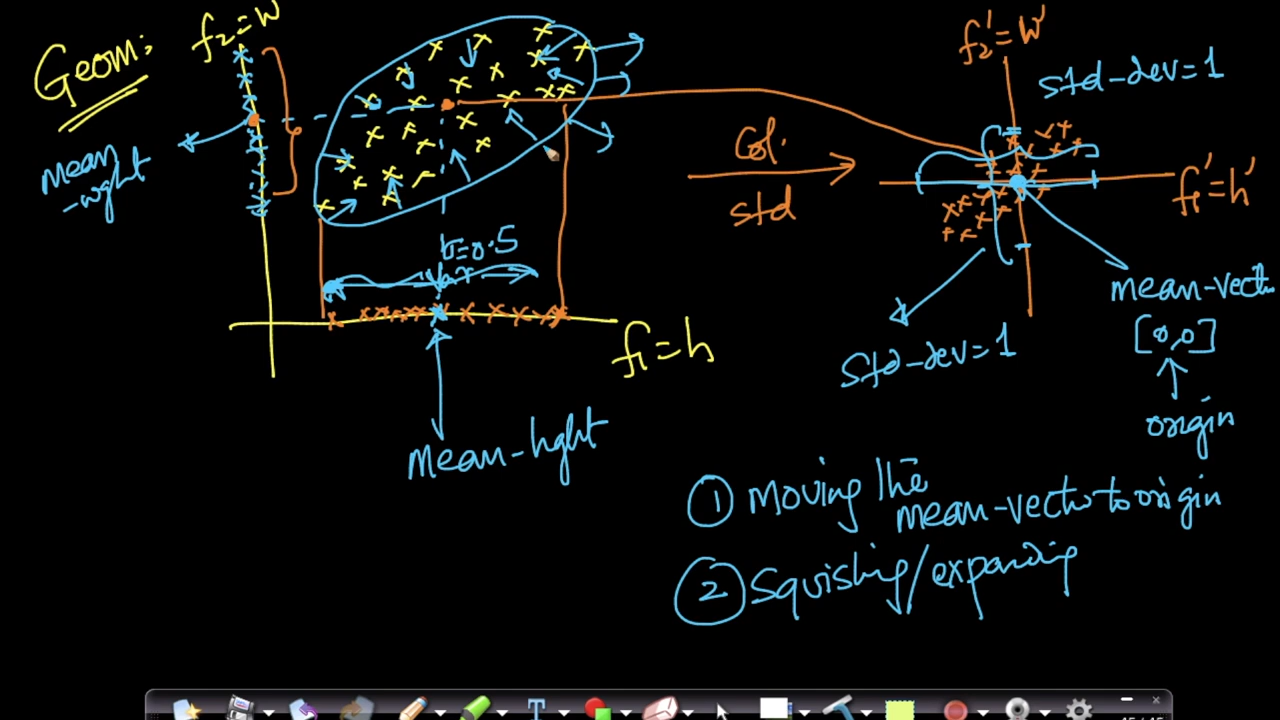 Geom:
f2=w
mean
-wght
σ=0.5
f1=h
mean-hght
Col.
std
f2'=w'
std-dev=1
f1'=h'
mean-vect
[0,0]
origin
std-dev=1
① Moving the
mean-vector to origin
② Squishing/expanding
T